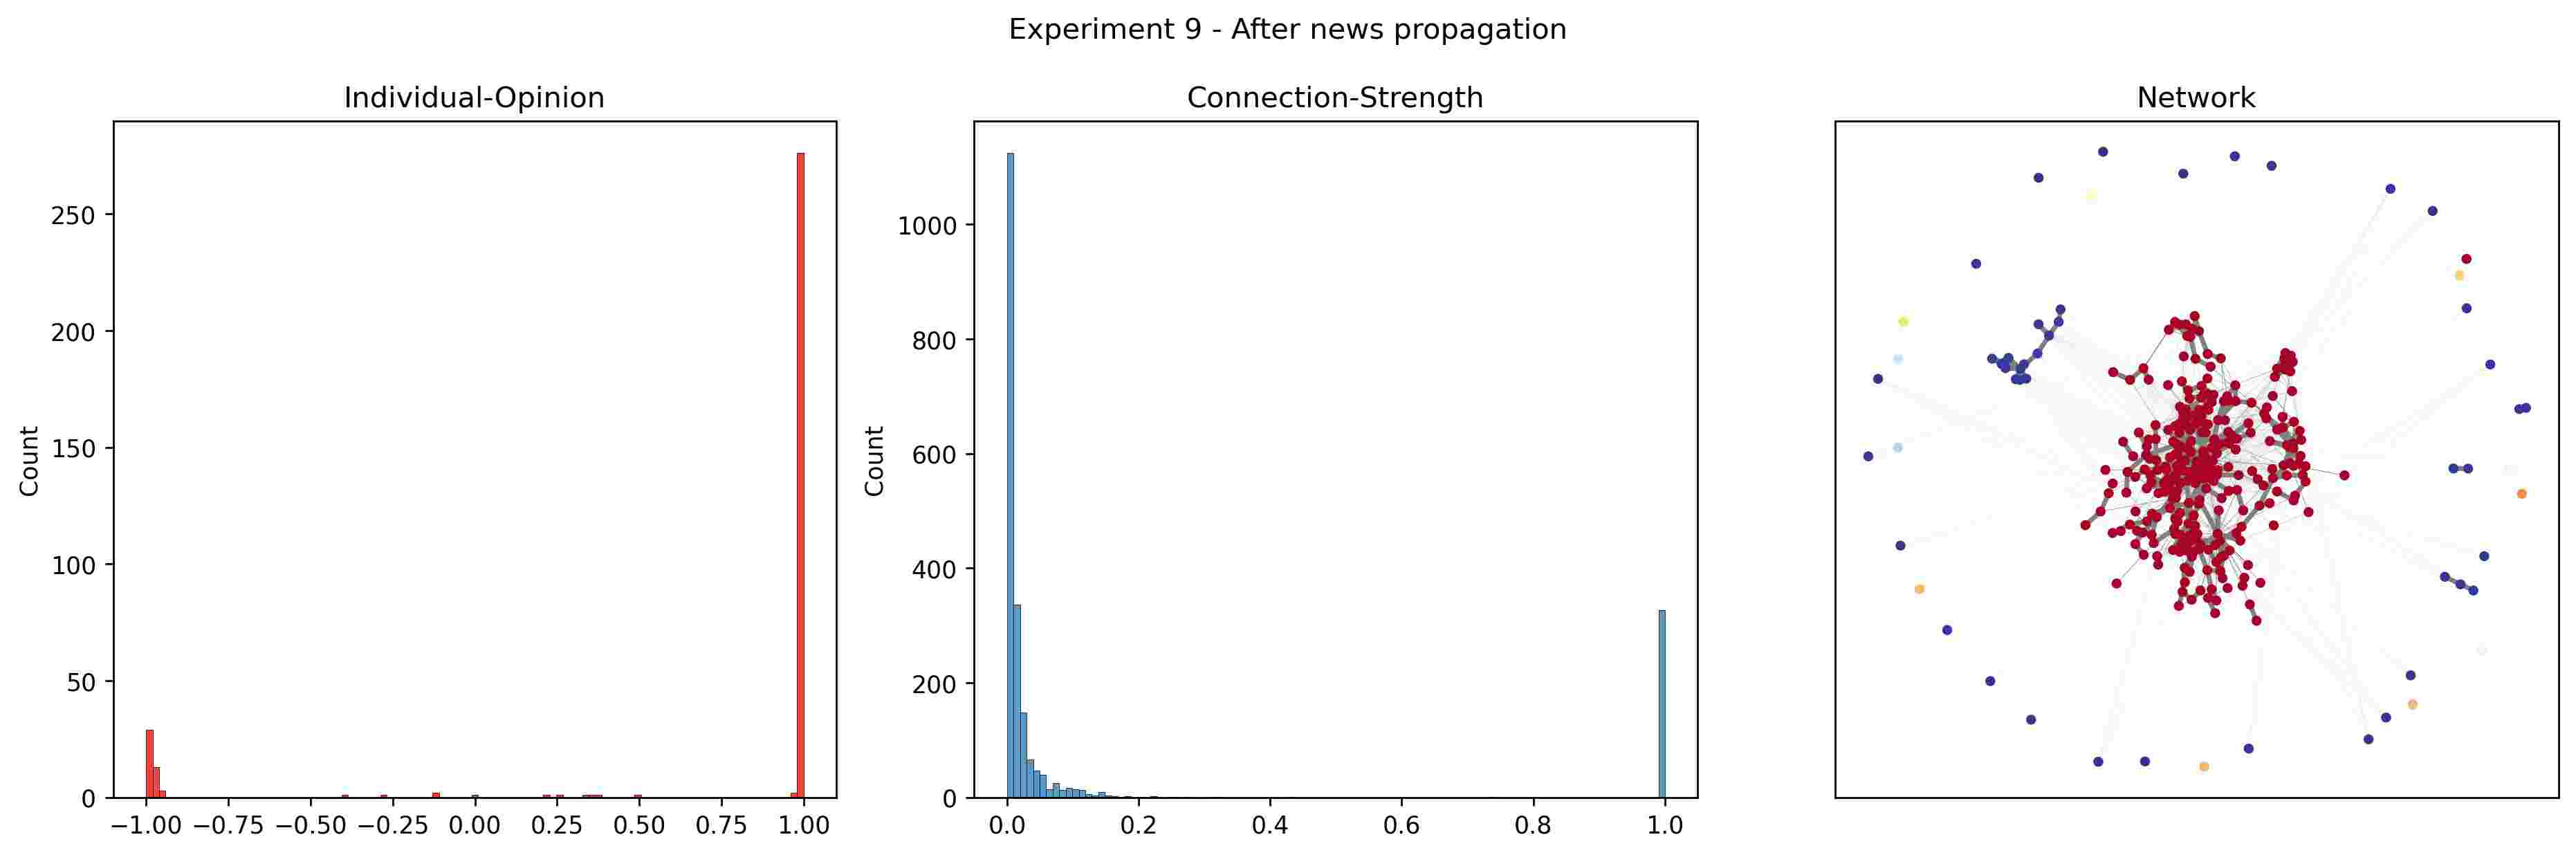 Experiment 9 - After news propagation
Individual-Opinion
Count
250
200
150
100
50
0
−1.00 −0.75 −0.50 −0.25 0.00 0.25 0.50 0.75 1.00
Connection-Strength
Count
1000
800
600
400
200
0
0.0 0.2 0.4 0.6 0.8 1.0
Network